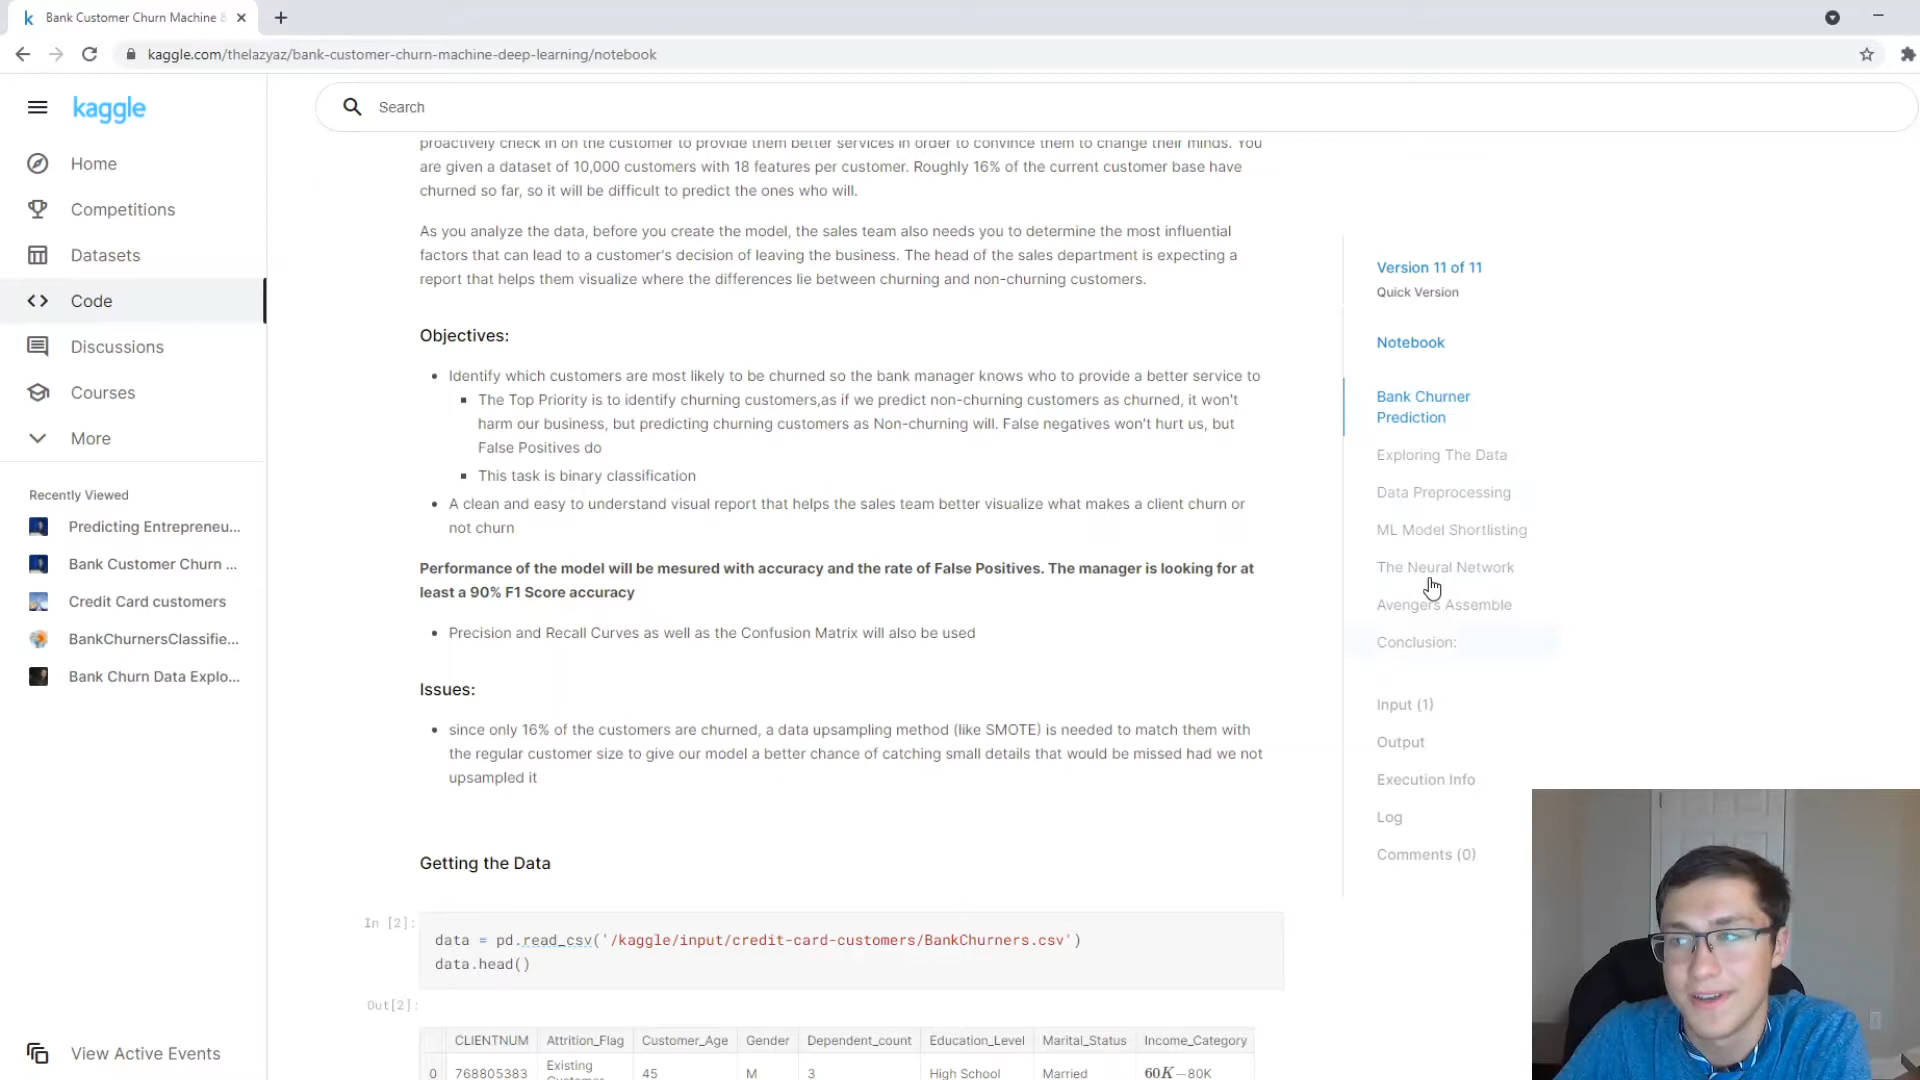 Bank Customer Churn Machine &
kaggle.com/thelazyaz/bank-customer-churn-machine-deep-learning/notebook
kaggle
Search
Home
Competitions
Datasets
Code
Discussions
Courses
More
Recently Viewed
Predicting Entrepreneu...
Bank Customer Churn ...
Credit Card customers
BankChurnersClassifie...
Bank Churn Data Explo...
View Active Events
proactively check in on the customer to provide them better services in order to convince them to change their minds. You
are given a dataset of 10,000 customers with 18 features per customer. Roughly 16% of the current customer base have
churned so far, so it will be difficult to predict the ones who will.
As you analyze the data, before you create the model, the sales team also needs you to determine the most influential
factors that can lead to a customer's decision of leaving the business. The head of the sales department is expecting a
report that helps them visualize where the differences lie between churning and non-churning customers.
Objectives:
Identify which customers are most likely to be churned so the bank manager knows who to provide a better service to
The Top Priority is to identify churning customers,as if we predict non-churning customers as churned, it won't
harm our business, but predicting churning customers as Non-churning will. False negatives won't hurt us, but
False Positives do
This task is binary classification
A clean and easy to understand visual report that helps the sales team better visualize what makes a client churn or
not churn
Performance of the model will be mesured with accuracy and the rate of False Positives. The manager is looking for at
least a 90% F1 Score accuracy
Precision and Recall Curves as well as the Confusion Matrix will also be used
Issues:
since only 16% of the customers are churned, a data upsampling method (like SMOTE) is needed to match them with
the regular customer size to give our model a better chance of catching small details that would be missed had we not
upsampled it
Getting the Data
In [2]:
data = pd.read_csv('/kaggle/input/credit-card-customers/BankChurners.csv')
data.head()
Out[2]:
CLIENTNUM Attrition_Flag Customer_Age Gender Dependent_count Education_Level Marital_Status Income_Category
0 768805383 Existing Customer 45 M 3 High School Married 60K−80K
Version 11 of 11
Quick Version
Notebook
Bank Churner
Prediction
Exploring The Data
Data Preprocessing
ML Model Shortlisting
The Neural Network
Avengers Assemble
Conclusion:
Input (1)
Output
Execution Info
Log
Comments (0)